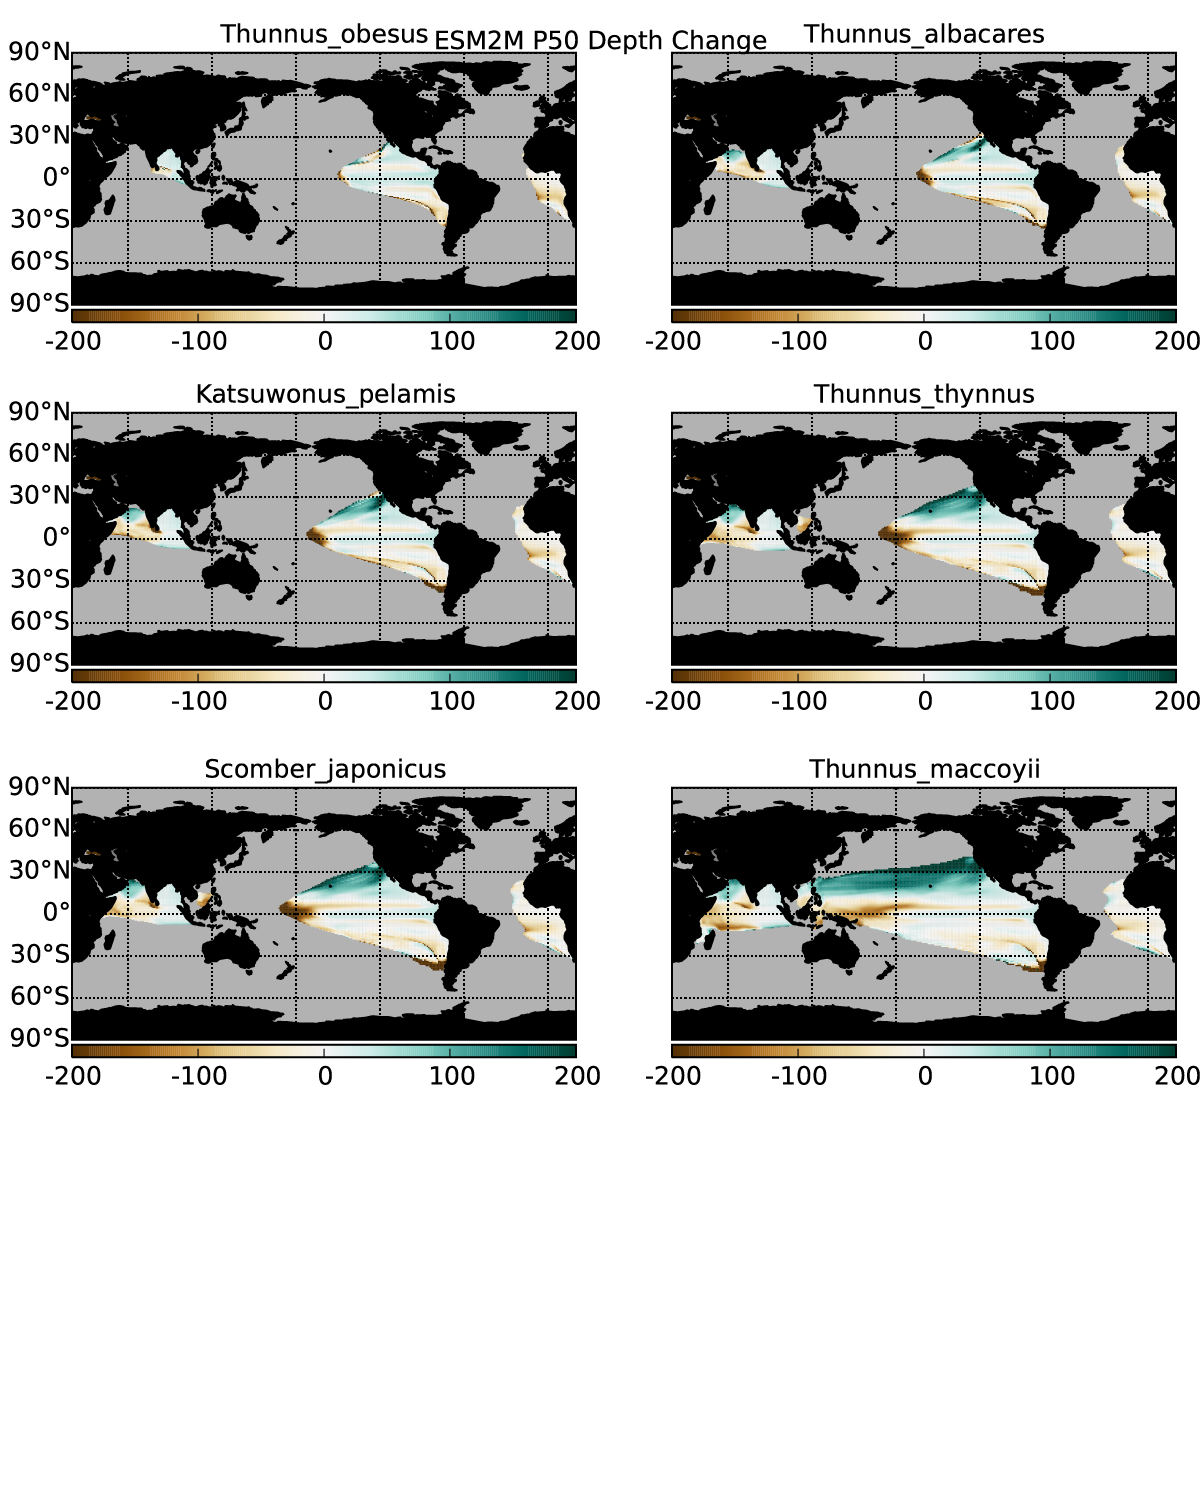 ESM2M P50 Depth Change
Thunnus_obesus
90°N
60°N
30°N
0°
30°S
60°S
90°S
-200 -100 0 100 200
Thunnus_albacares
-200 -100 0 100 200
Katsuwonus_pelamis
90°N
60°N
30°N
0°
30°S
60°S
90°S
-200 -100 0 100 200
Thunnus_thynnus
-200 -100 0 100 200
Scomber_japonicus
90°N
60°N
30°N
0°
30°S
60°S
90°S
-200 -100 0 100 200
Thunnus_maccoyii
-200 -100 0 100 200